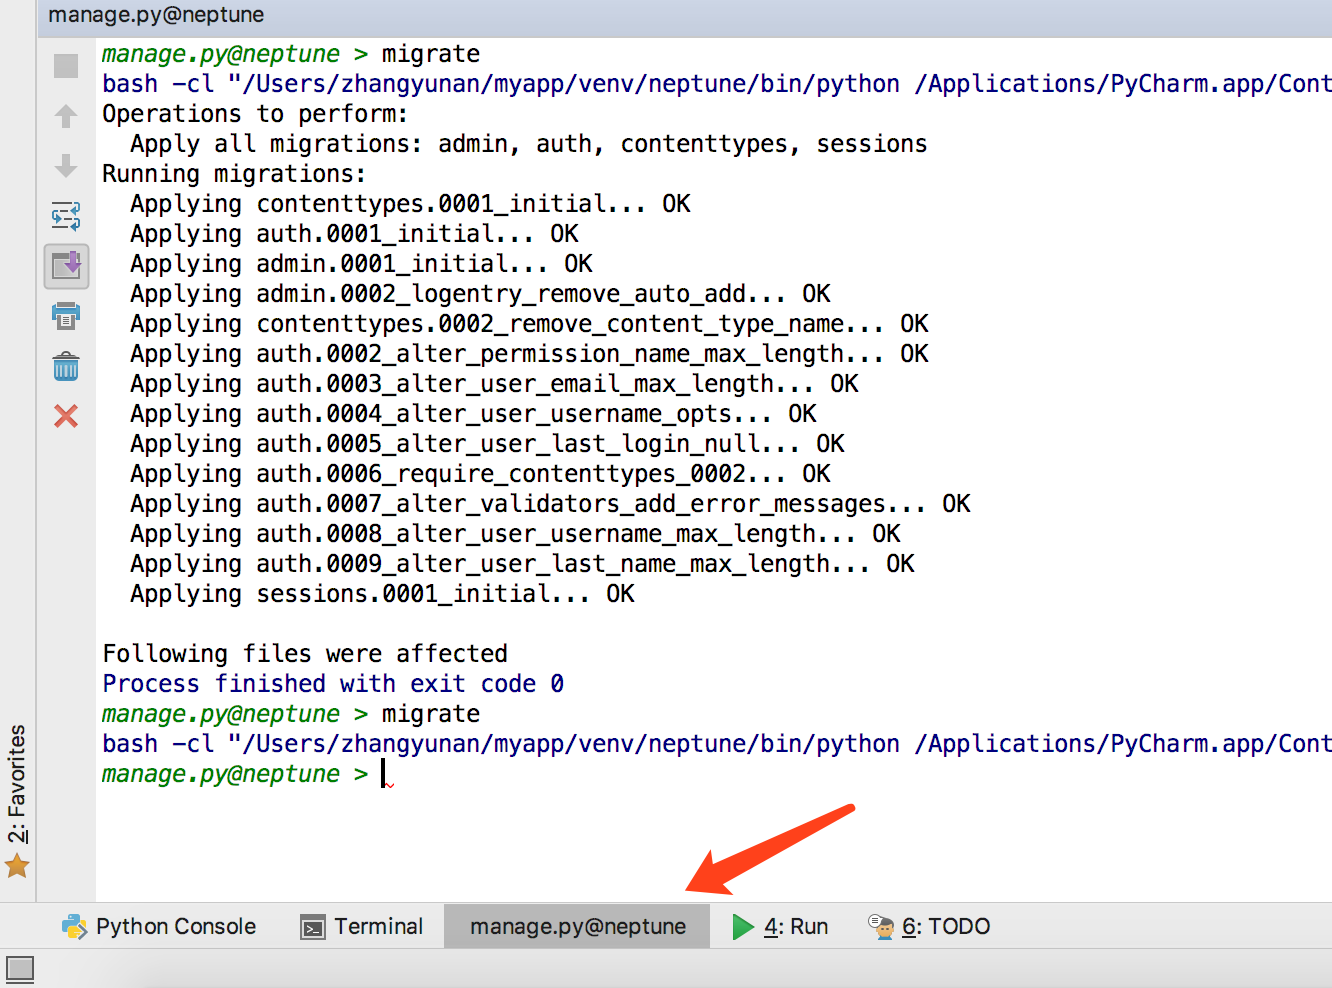 manage.py@neptune
manage.py@neptune > migrate
bash -cl "/Users/zhangyunan/myapp/venv/neptune/bin/python /Applications/PyCharm.app/Cont
Operations to perform:
  Apply all migrations: admin, auth, contenttypes, sessions
Running migrations:
  Applying contenttypes.0001_initial... OK
  Applying auth.0001_initial... OK
  Applying admin.0001_initial... OK
  Applying admin.0002_logentry_remove_auto_add... OK
  Applying contenttypes.0002_remove_content_type_name... OK
  Applying auth.0002_alter_permission_name_max_length... OK
  Applying auth.0003_alter_user_email_max_length... OK
  Applying auth.0004_alter_user_username_opts... OK
  Applying auth.0005_alter_user_last_login_null... OK
  Applying auth.0006_require_contenttypes_0002... OK
  Applying auth.0007_alter_validators_add_error_messages... OK
  Applying auth.0008_alter_user_username_max_length... OK
  Applying auth.0009_alter_user_last_name_max_length... OK
  Applying sessions.0001_initial... OK
Following files were affected
Process finished with exit code 0
manage.py@neptune > migrate
bash -cl "/Users/zhangyunan/myapp/venv/neptune/bin/python /Applications/PyCharm.app/Cont
manage.py@neptune >
2: Favorites
Python Console Terminal manage.py@neptune 4: Run 6: TODO